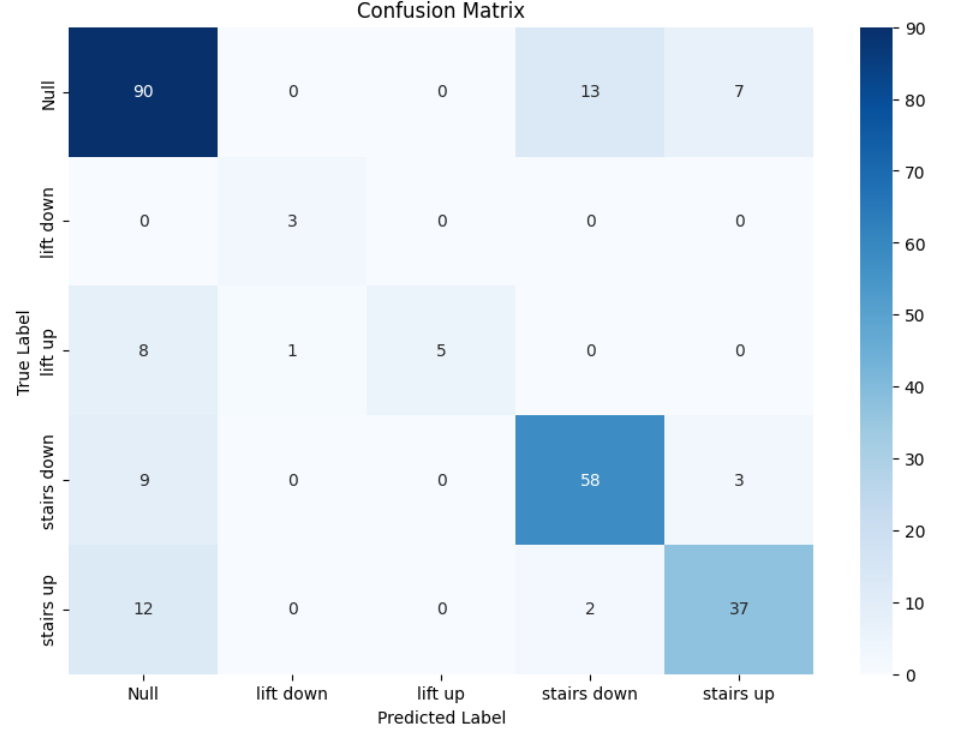 Confusion Matrix
True Label
Null
90 0 0 13 7
lift down
0 3 0 0 0
lift up
8 1 5 0 0
stairs down
9 0 0 58 3
stairs up
12 0 0 2 37
Null lift down lift up stairs down stairs up
Predicted Label
90
80
70
60
50
40
30
20
10
0